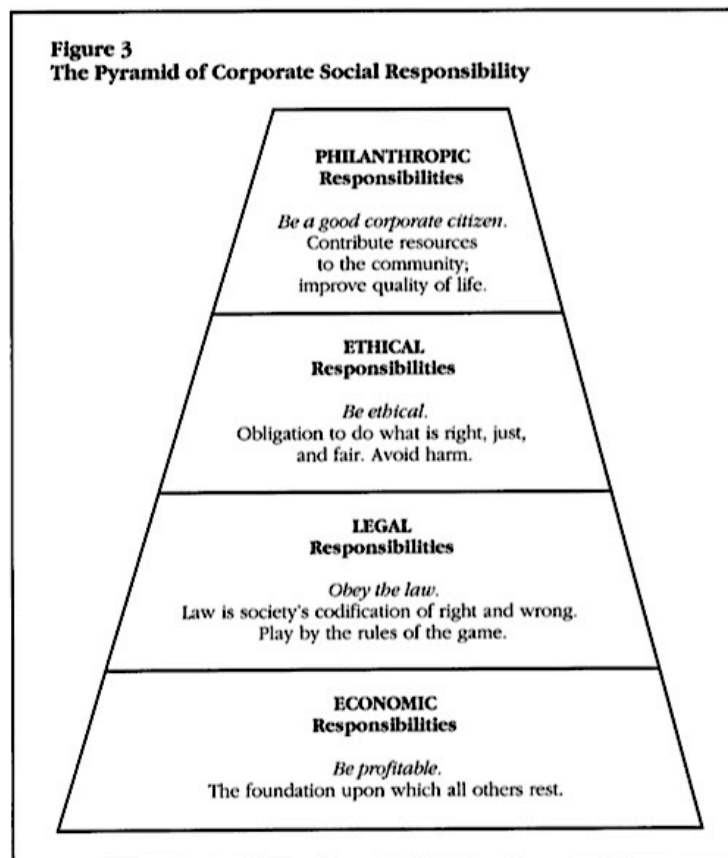 Figure 3
The Pyramid of Corporate Social Responsibility
PHILANTHROPIC
Responsibilities
Be a good corporate citizen.
Contribute resources
to the community;
improve quality of life.
ETHICAL
Responsibilities
Be ethical.
Obligation to do what is right, just,
and fair. Avoid harm.
LEGAL
Responsibilities
Obey the law.
Law is society's codification of right and wrong.
Play by the rules of the game.
ECONOMIC
Responsibilities
Be profitable.
The foundation upon which all others rest.